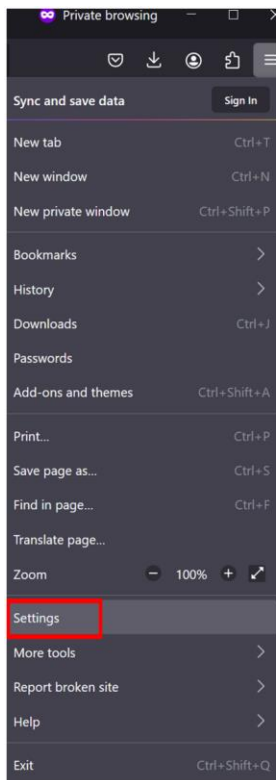 Private browsing
Sync and save data Sign In
New tab Ctrl+T
New window Ctrl+N
New private window Ctrl+Shift+P
Bookmarks
History
Downloads Ctrl+J
Passwords
Add-ons and themes Ctrl+Shift+A
Print... Ctrl+P
Save page as... Ctrl+S
Find in page... Ctrl+F
Translate page...
Zoom − 100% +
Settings
More tools
Report broken site
Help
Exit Ctrl+Shift+Q